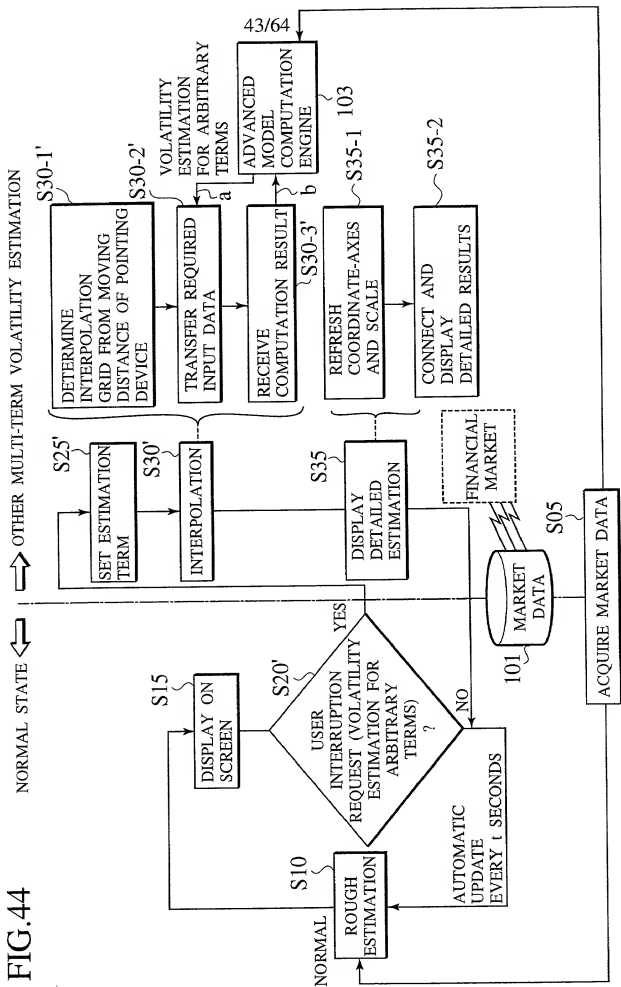 FIG.44
NORMAL STATE
OTHER MULTI-TERM VOLATILITY ESTIMATION
NORMAL
S10
ROUGH
ESTIMATION
S15
DISPLAY ON
SCREEN
S20'
USER
INTERRUPTION
REQUEST (VOLATILITY
ESTIMATION FOR
ARBITRARY
TERMS)
?
YES
NO
AUTOMATIC
UPDATE
EVERY t SECONDS
S25'
SET ESTIMATION
TERM
S30'
INTERPOLATION
S35
DISPLAY
DETAILED
ESTIMATION
S30-1'
DETERMINE
INTERPOLATION
GRID FROM MOVING
DISTANCE OF POINTING
DEVICE
S30-2'
TRANSFER REQUIRED
INPUT DATA
RECEIVE
COMPUTATION RESULT
S30-3'
VOLATILITY
ESTIMATION
FOR ARBITRARY
TERMS
a
b
43/64
ADVANCED
MODEL
COMPUTATION
ENGINE
103
S35-1
REFRESH
COORDINATE-AXES
AND SCALE
S35-2
CONNECT AND
DISPLAY
DETAILED RESULTS
FINANCIAL
MARKET
MARKET
DATA
101
S05
ACQUIRE MARKET DATA